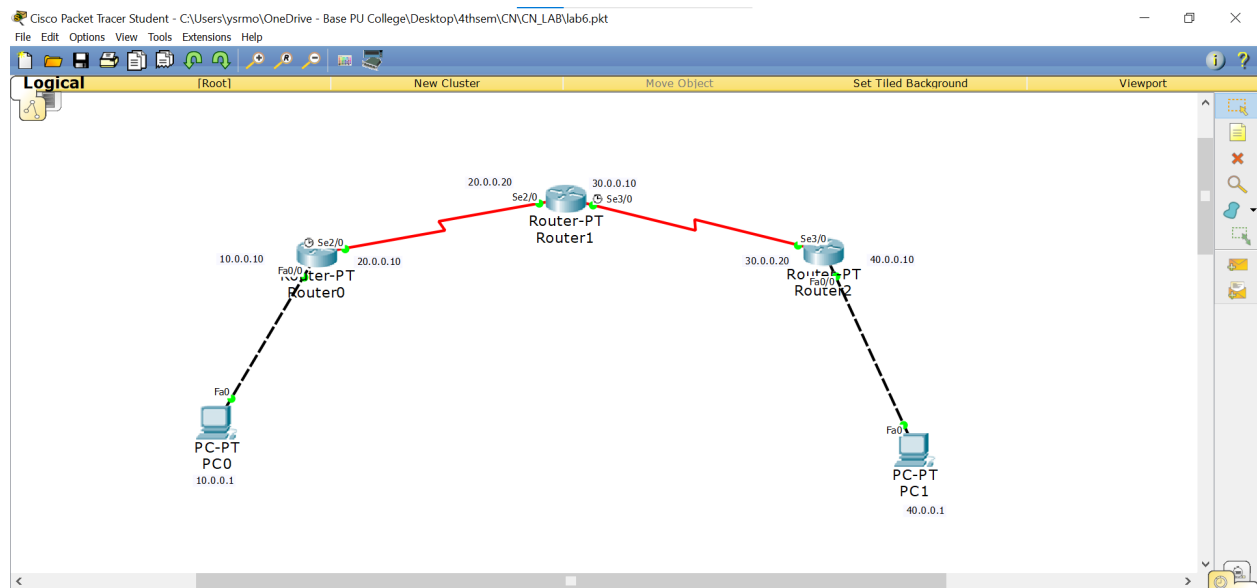 Cisco Packet Tracer Student - C:\Users\ysrmo\OneDrive - Base PU College\Desktop\4thsem\CN\CN_LAB\lab6.pkt
File Edit Options View Tools Extensions Help
Logical [Root] New Cluster Move Object Set Tiled Background Viewport
20.0.0.20
30.0.0.10
Se2/0
Se3/0
Router-PT
Router1
Se2/0
10.0.0.10
20.0.0.10
Fa0/0
Router-PT
Router0
Se3/0
30.0.0.20
40.0.0.10
Router-PT
Fa0/0
Router2
Fa0
PC-PT
PC0
10.0.0.1
Fa0
PC-PT
PC1
40.0.0.1